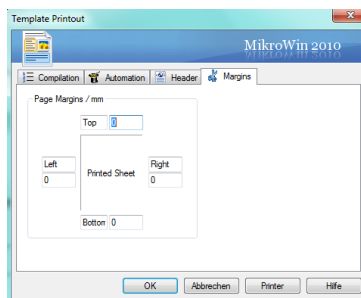 Template Printout
MikroWin 2010
Compilation Automation Header Margins
Page Margins / mm
Top 0
Left Right
Printed Sheet
0 0
Bottom 0
OK Abbrechen Printer Hilfe